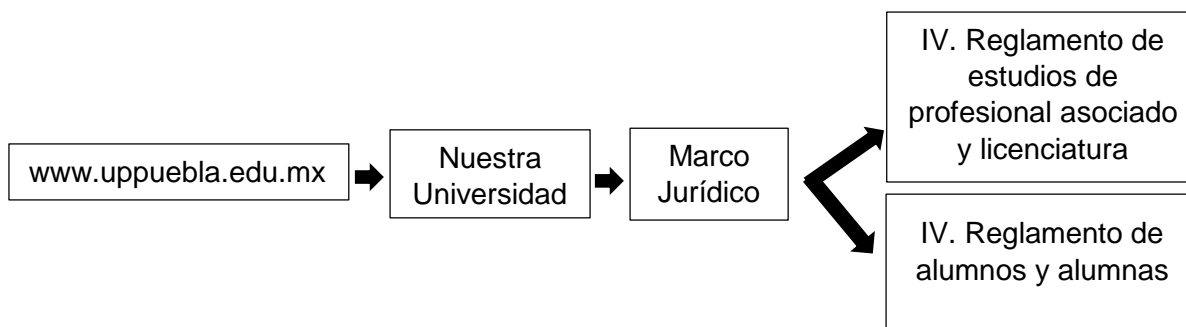 www.uppuebla.edu.mx
Nuestra
Universidad
Marco
Jurídico
IV. Reglamento de
estudios de
profesional asociado
y licenciatura
IV. Reglamento de
alumnos y alumnas